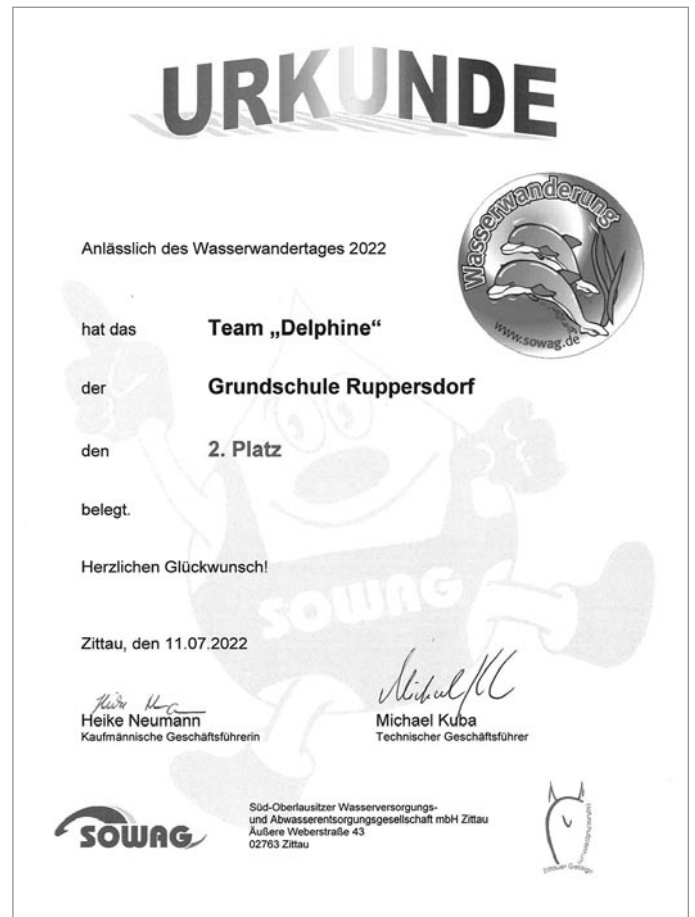 URKUNDE
Wasserwanderung
www.sowag.de
Anlässlich des Wasserwandertages 2022
hat das Team „Delphine“
der Grundschule Ruppersdorf
den 2. Platz
belegt.
Herzlichen Glückwunsch!
SOWAG
Zittau, den 11.07.2022
Heike Neumann
Kaufmännische Geschäftsführerin
Michael Kuba
Technischer Geschäftsführer
SOWAG
Süd-Oberlausitzer Wasserversorgungs-
und Abwasserentsorgungsgesellschaft mbH Zittau
Äußere Weberstraße 43
02763 Zittau
Zittauer Gebirge